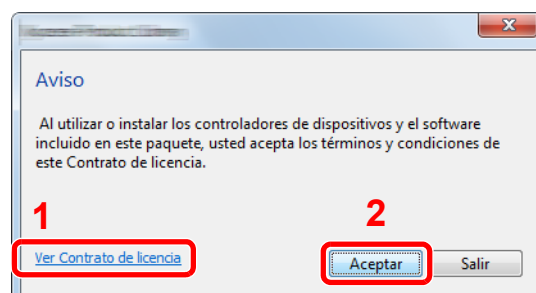 Aviso
Al utilizar o instalar los controladores de dispositivos y el software
incluido en este paquete, usted acepta los términos y condiciones de
este Contrato de licencia.
1
2
Ver Contrato de licencia
Aceptar
Salir